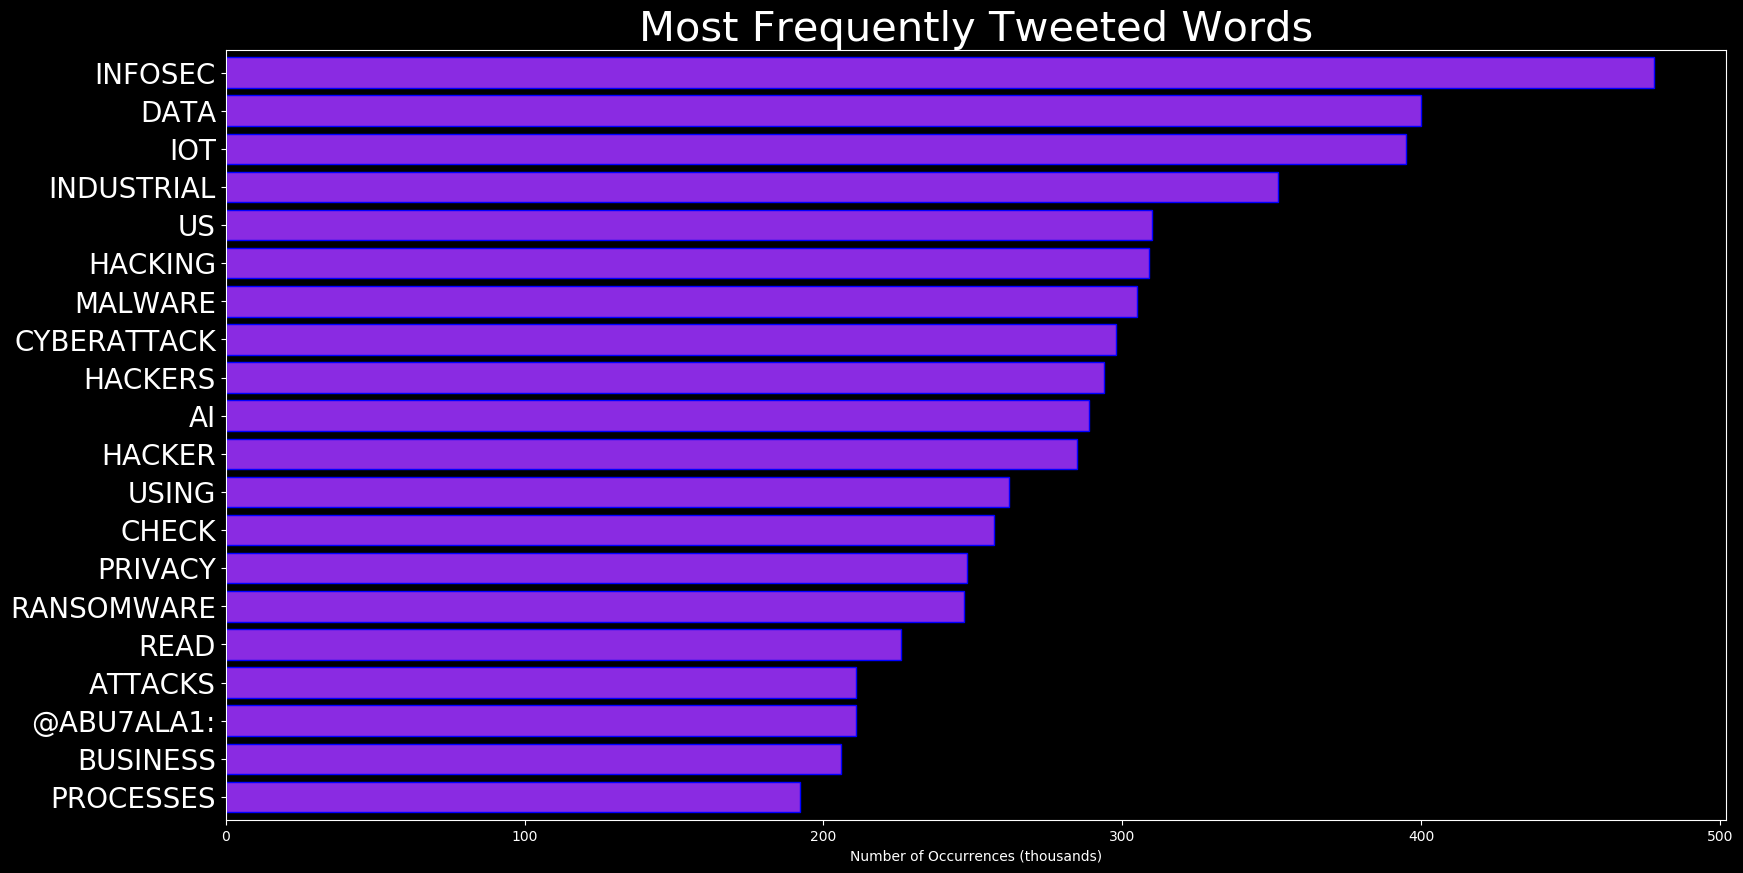 Most Frequently Tweeted Words
INFOSEC
DATA
IOT
INDUSTRIAL
US
HACKING
MALWARE
CYBERATTACK
HACKERS
AI
HACKER
USING
CHECK
PRIVACY
RANSOMWARE
READ
ATTACKS
@ABU7ALA1:
BUSINESS
PROCESSES
0 100 200 300 400 500
Number of Occurrences (thousands)